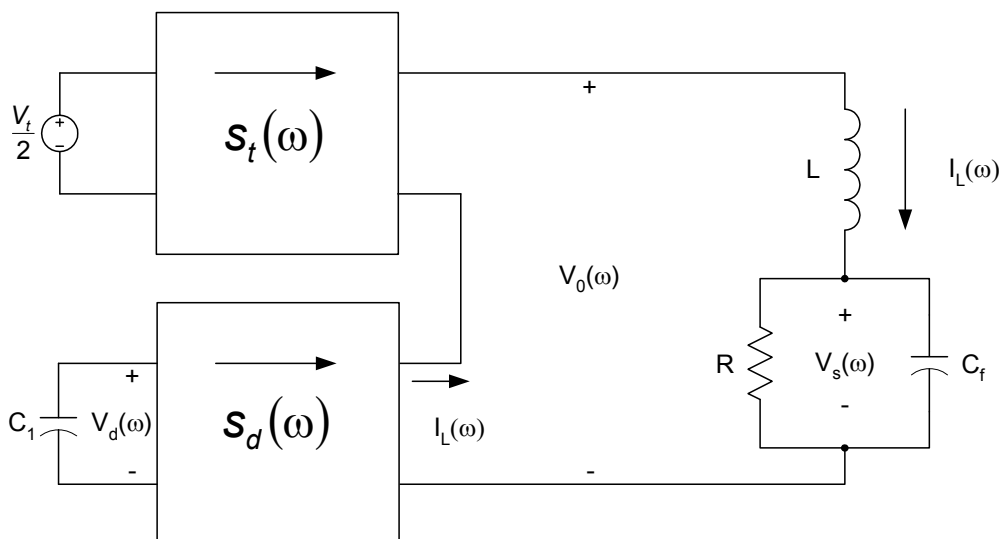 V_t
2
+
-
S_t(ω)
+
L
I_L(ω)
V_0(ω)
C_1
+
V_d(ω)
-
S_d(ω)
I_L(ω)
-
R
+
V_s(ω)
-
C_f